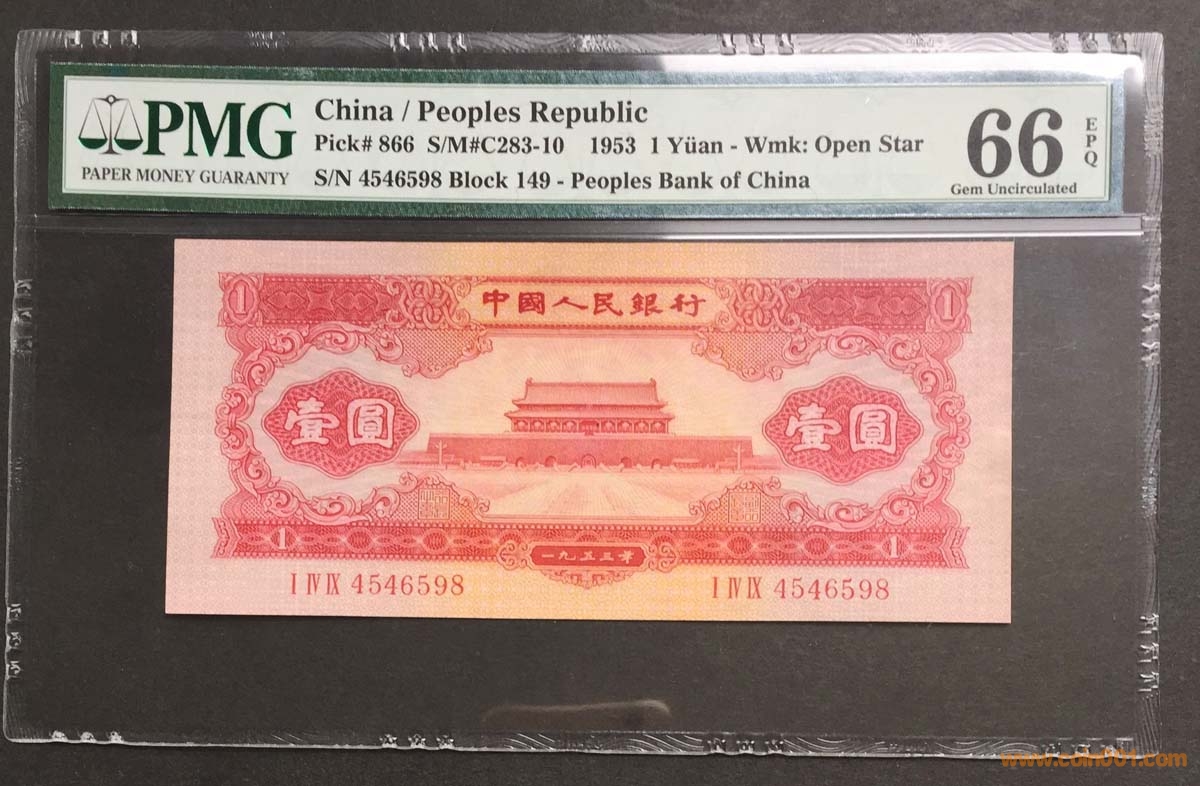 PMG
PAPER MONEY GUARANTY
China / Peoples Republic
Pick# 866 S/M#C283-10 1953 1 Yüan - Wmk: Open Star
S/N 4546598 Block 149 - Peoples Bank of China
66 EPQ
Gem Uncirculated
1 中國人民銀行 1
壹圓 壹圓
1 一九五三年 1
I IV IX 4546598 I IV IX 4546598
www.coin001.com